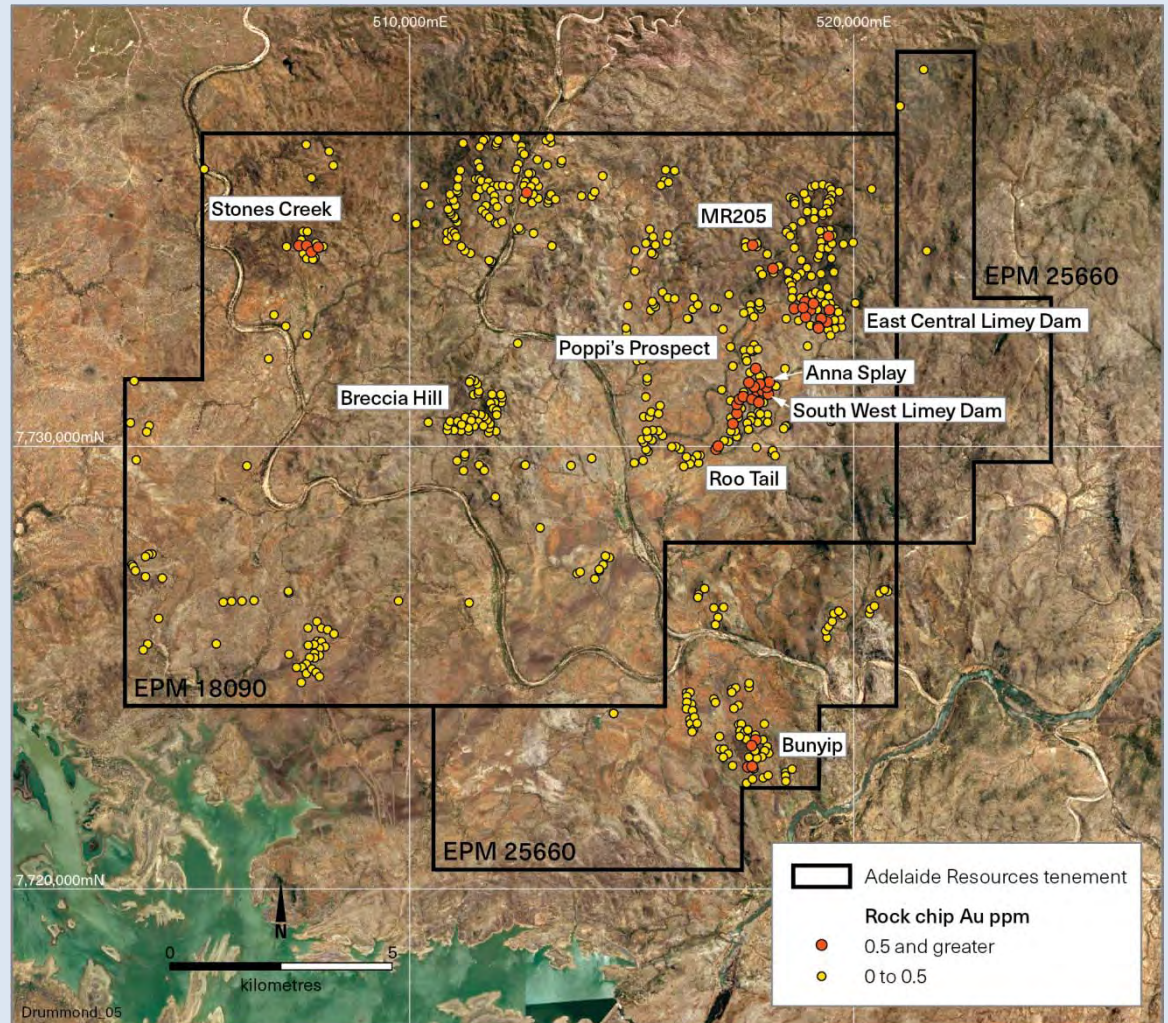 510,000mE
520,000mE
Stones Creek
MR205
EPM 25660
East Central Limey Dam
Poppi's Prospect
Anna Splay
Breccia Hill
South West Limey Dam
7,730,000mN
Roo Tail
EPM 18090
Bunyip
EPM 25660
7,720,000mN
Adelaide Resources tenement
Rock chip Au ppm
0.5 and greater
0 to 0.5
N
0 5
kilometres
Drummond_05